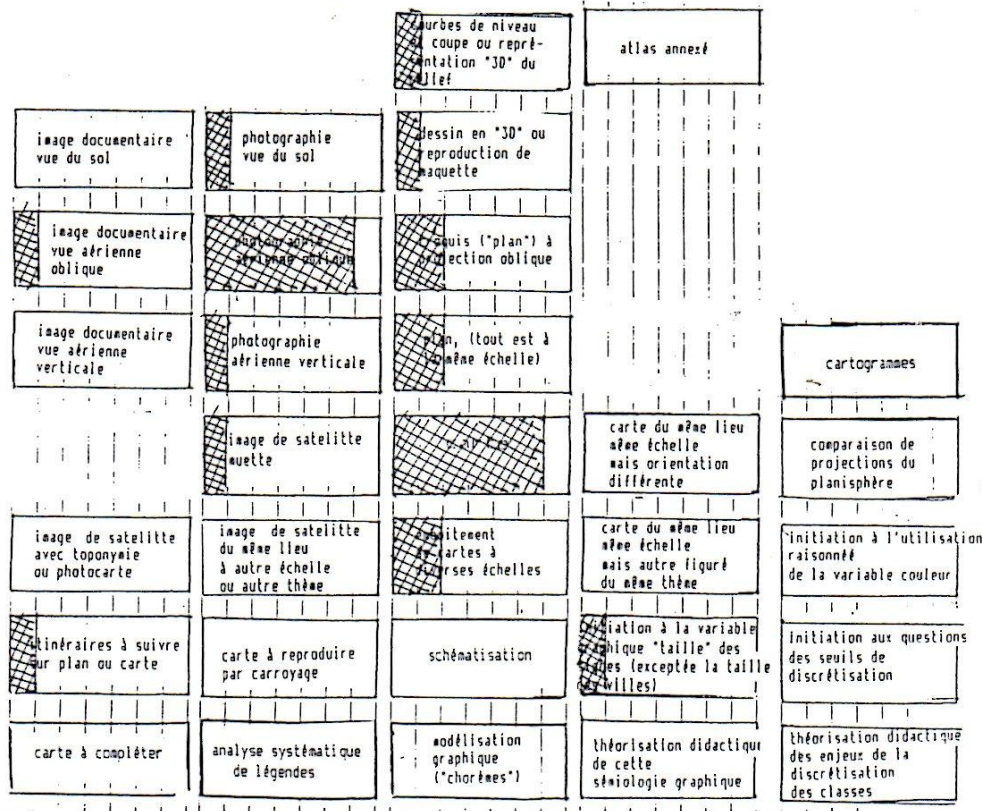 courbes de niveau
et coupe ou repré-
sentation "3D" du
relief
atlas annexé
image documentaire
vue du sol
photographie
vue du sol
dessin en "3D" ou
reproduction de
maquette
image documentaire
vue aérienne
oblique
photographie
aérienne oblique
croquis ("plan") à
projection oblique
image documentaire
vue aérienne
verticale
photographie
aérienne verticale
plan, (tout est à
la même échelle)
cartogrammes
image de satelitte
muette
carte du même lieu
même échelle
mais orientation
différente
comparaison de
projections du
planisphère
image de satelitte
avec toponymie
ou photocarte
image de satelitte
du même lieu
à autre échelle
ou autre thème
cartes à
diverses échelles
carte du même lieu
même échelle
mais autre figuré
du même thème
initiation à l'utilisation
raisonnée
de la variable couleur
itinéraires à suivre
sur plan ou carte
carte à reproduire
par carroyage
schématisation
initiation à la variable
graphique "taille" des
(exceptée la taille
des villes)
Initiation aux questions
des seuils de
discrétisation
carte à compléter
analyse systématique
de légendes
modélisation
graphique
("chorèmes")
théorisation didactique
de cette
sémiologie graphique
théorisation didactique
des enjeux de la
discrétisation
des classes